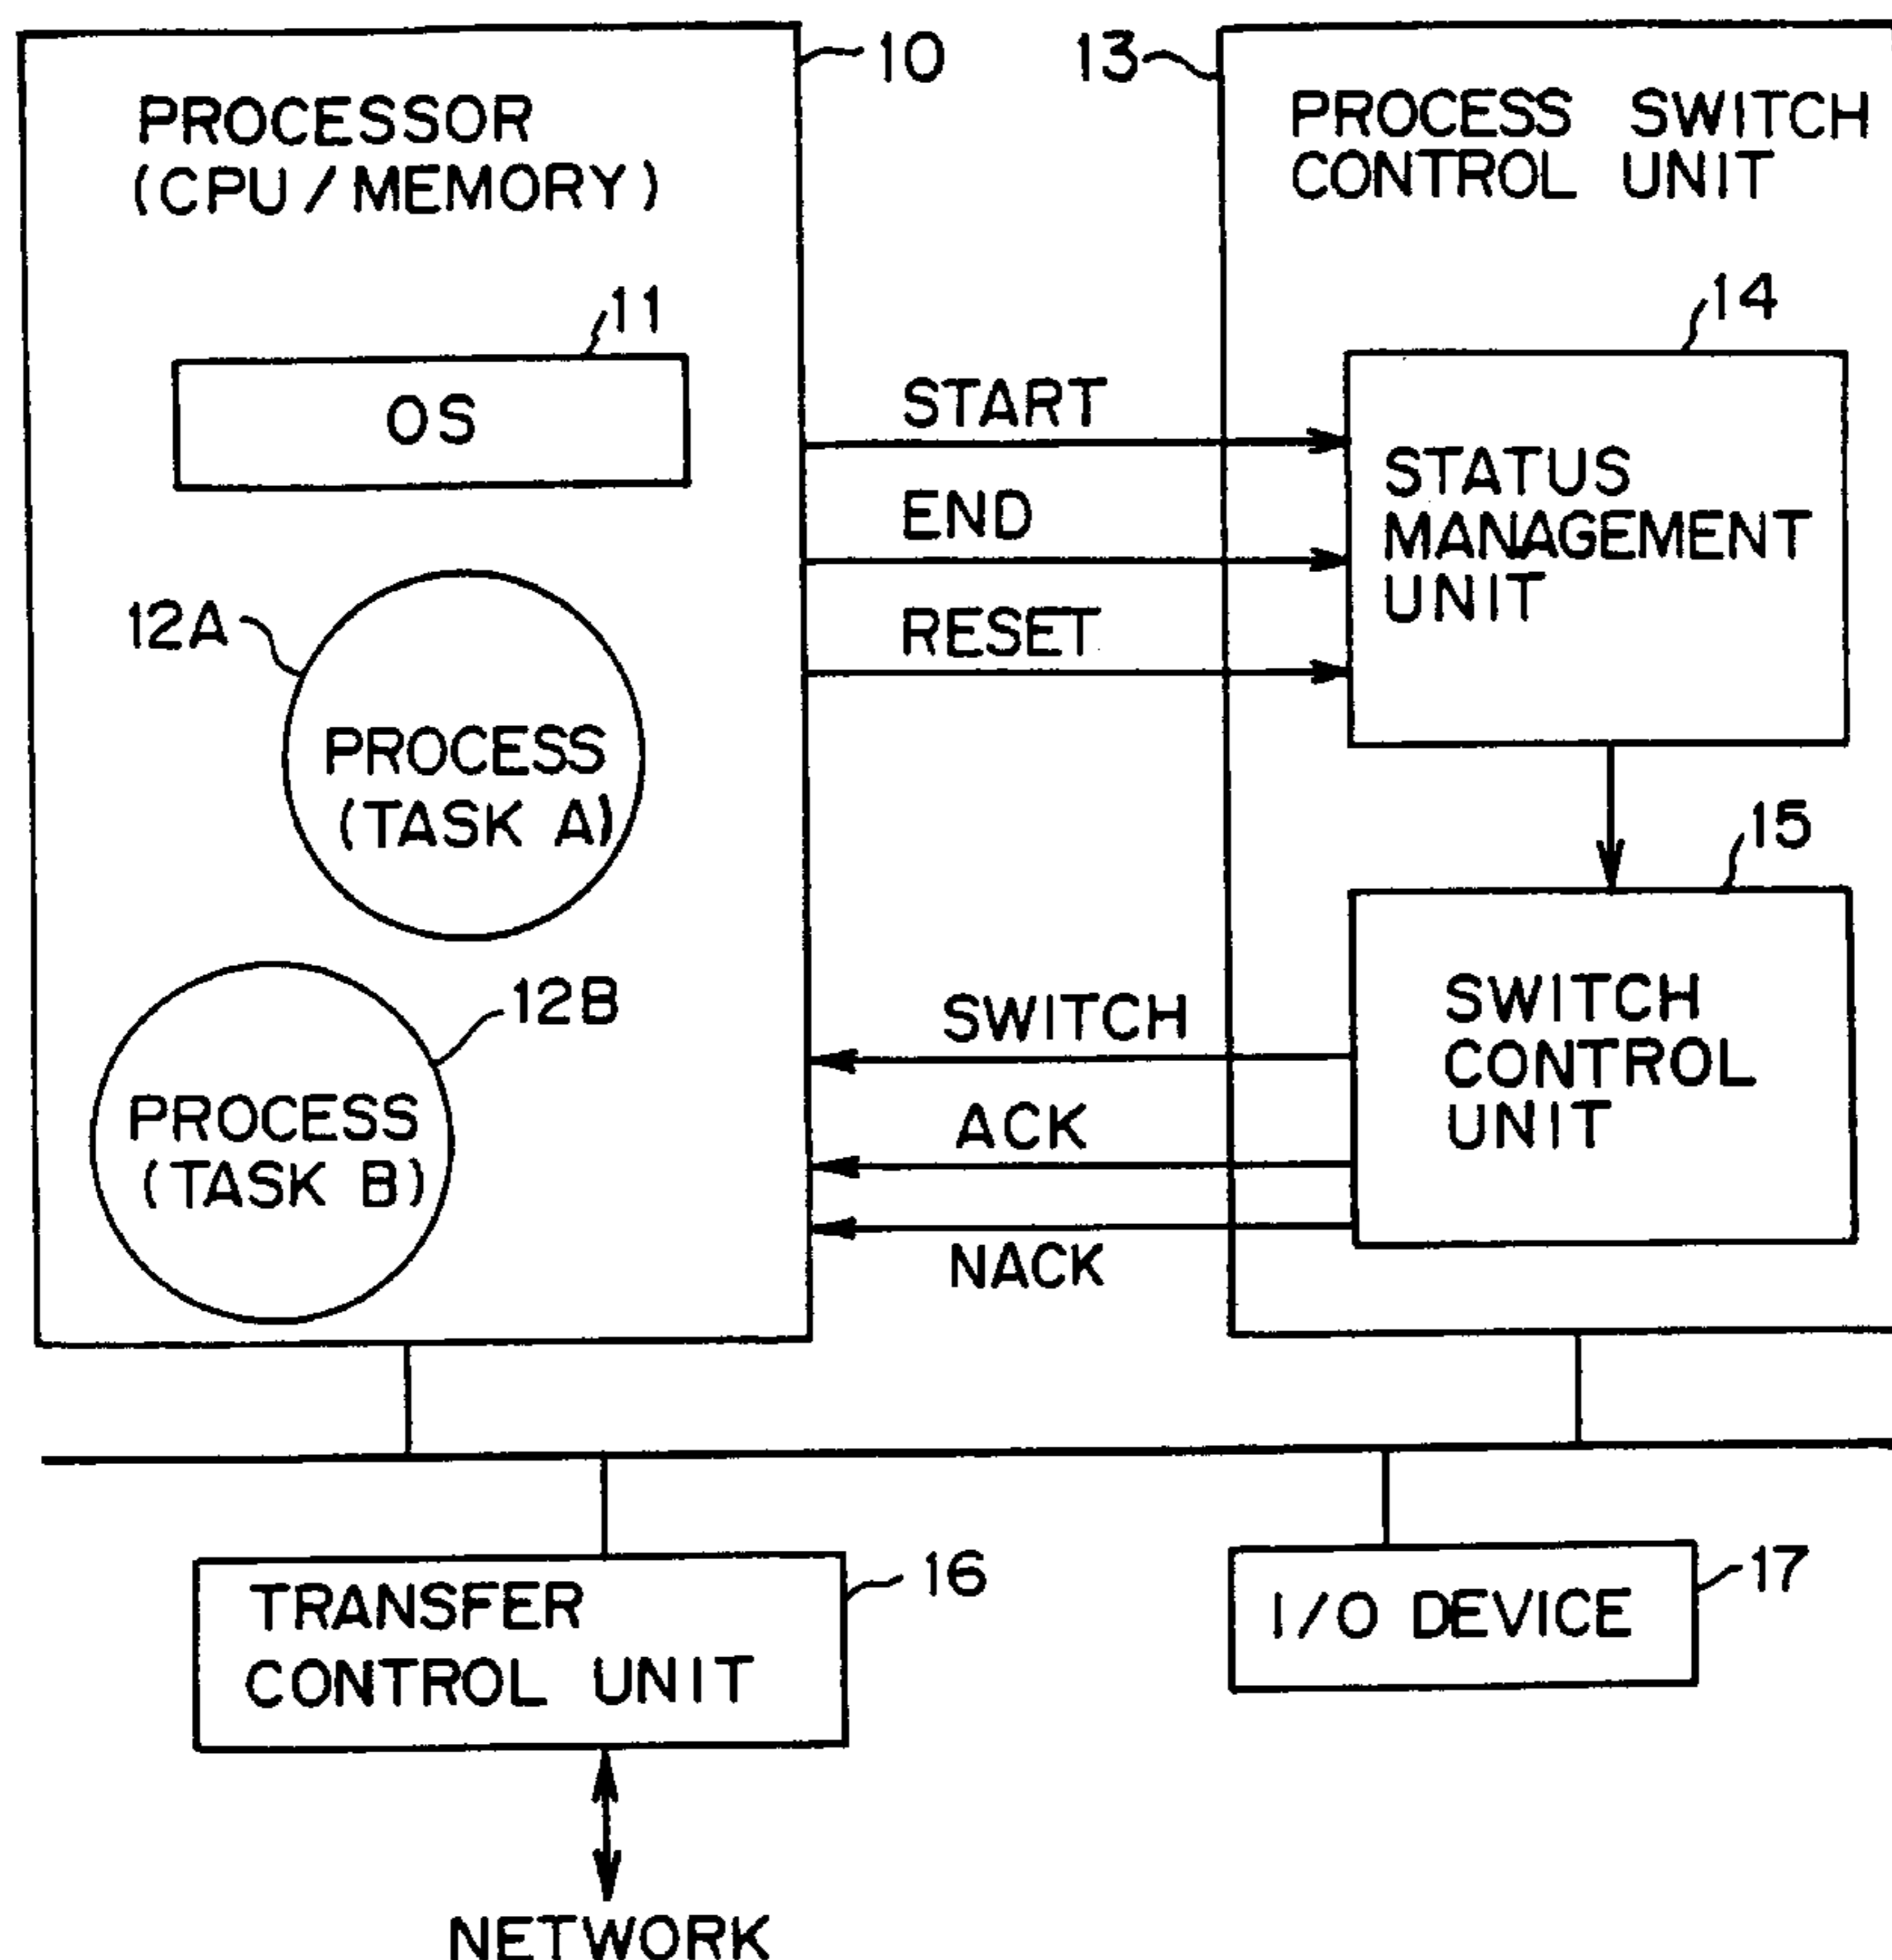 10
PROCESSOR
(CPU/MEMORY)
11
OS
12A
PROCESS
(TASK A)
12B
PROCESS
(TASK B)
START
END
RESET
SWITCH
ACK
NACK
13
PROCESS SWITCH
CONTROL UNIT
14
STATUS
MANAGEMENT
UNIT
15
SWITCH
CONTROL
UNIT
16
TRANSFER
CONTROL UNIT
17
I/O DEVICE
NETWORK